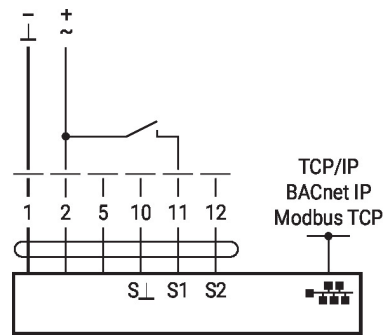 − +
⊥ ~
TCP/IP
BACnet IP
Modbus TCP
1 2 5 10 11 12
S⊥ S1 S2